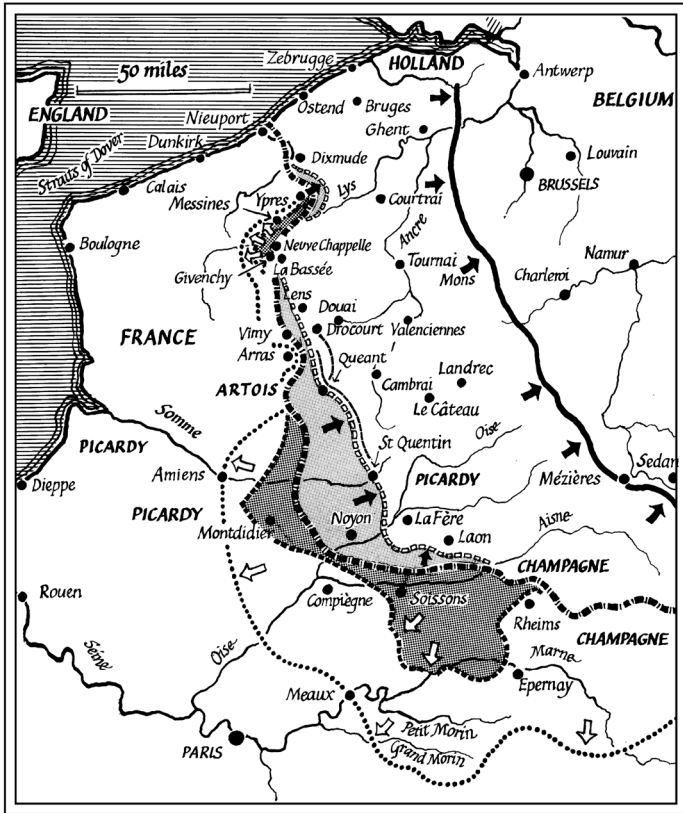 Zebrugge
HOLLAND
50 miles
Antwerp
ENGLAND
Ostend
Bruges
BELGIUM
Nieuport
Ghent
Straits of Dover
Dunkirk
Dixmude
Louvain
Calais
Ypres
Lys
Courtrai
BRUSSELS
Messines
Ancre
Boulogne
Neuve Chappelle
Tournai
Namur
Givenchy
La Bassée
Mons
Charleroi
Lens
Douai
FRANCE
Vimy
Drocourt
Valenciennes
Arras
Queant
Landrec
ARTOIS
Cambrai
Le Câteau
Somme
PICARDY
St Quentin
Oise
Amiens
PICARDY
Mézières
Sedan
Dieppe
PICARDY
Montdidier
Noyon
La Fère
Laon
Aisne
CHAMPAGNE
Rouen
Compiègne
Soissons
Rheims
CHAMPAGNE
Séine
Oise
Marne
Epernay
Meaux
Petit Morin
PARIS
Grand Morin